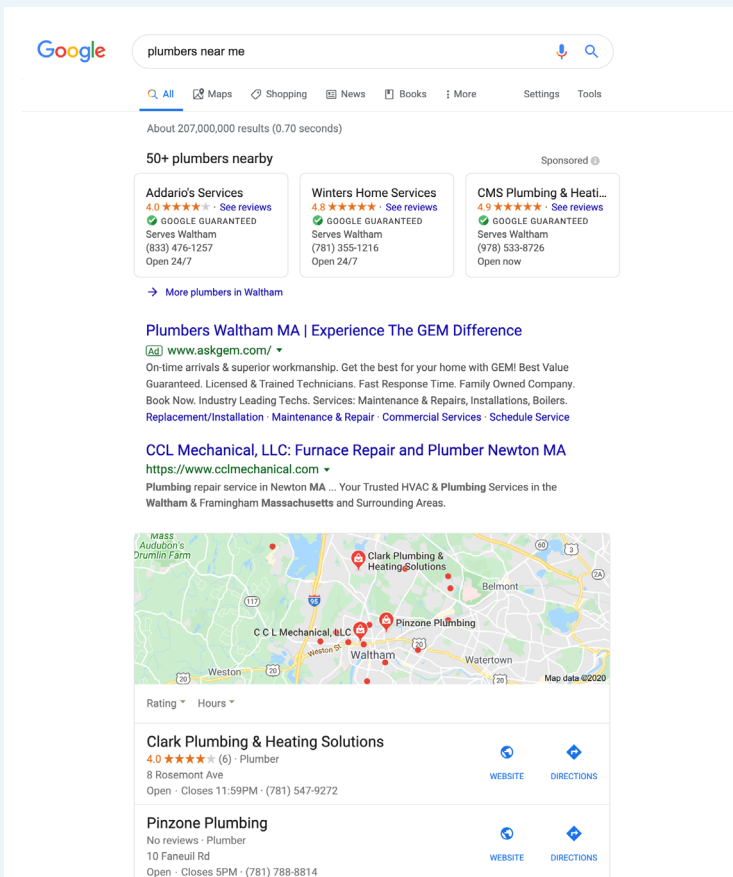 Google
plumbers near me
All Maps Shopping News Books More Settings Tools
About 207,000,000 results (0.70 seconds)
50+ plumbers nearby
Sponsored
Addario's Services
4.0 · See reviews
GOOGLE GUARANTEED
Serves Waltham
(833) 476-1257
Open 24/7
Winters Home Services
4.8 · See reviews
GOOGLE GUARANTEED
Serves Waltham
(781) 355-1216
Open 24/7
CMS Plumbing & Heati...
4.9 · See reviews
GOOGLE GUARANTEED
Serves Waltham
(978) 533-8726
Open now
More plumbers in Waltham
Plumbers Waltham MA | Experience The GEM Difference
Ad www.askgem.com/
On-time arrivals & superior workmanship. Get the best for your home with GEM! Best Value
Guaranteed. Licensed & Trained Technicians. Fast Response Time. Family Owned Company.
Book Now. Industry Leading Techs. Services: Maintenance & Repairs, Installations, Boilers.
Replacement/Installation · Maintenance & Repair · Commercial Services · Schedule Service
CCL Mechanical, LLC: Furnace Repair and Plumber Newton MA
https://www.cclmechanical.com
Plumbing repair service in Newton MA ... Your Trusted HVAC & Plumbing Services in the
Waltham & Framingham Massachusetts and Surrounding Areas.
Mass
Audubon's
Drumlin Farm
Clark Plumbing &
Heating Solutions
60
3
2A
Belmont
117
95
Pinzone Plumbing
C C L Mechanical, LLC
20
Weston St
Waltham
Watertown
Weston
20
20
20
Map data ©2020
Rating Hours
Clark Plumbing & Heating Solutions
4.0 (6) · Plumber
8 Rosemont Ave
Open · Closes 11:59PM · (781) 547-9272
WEBSITE
DIRECTIONS
Pinzone Plumbing
No reviews · Plumber
10 Faneuil Rd
Open · Closes 5PM · (781) 788-8814
WEBSITE
DIRECTIONS